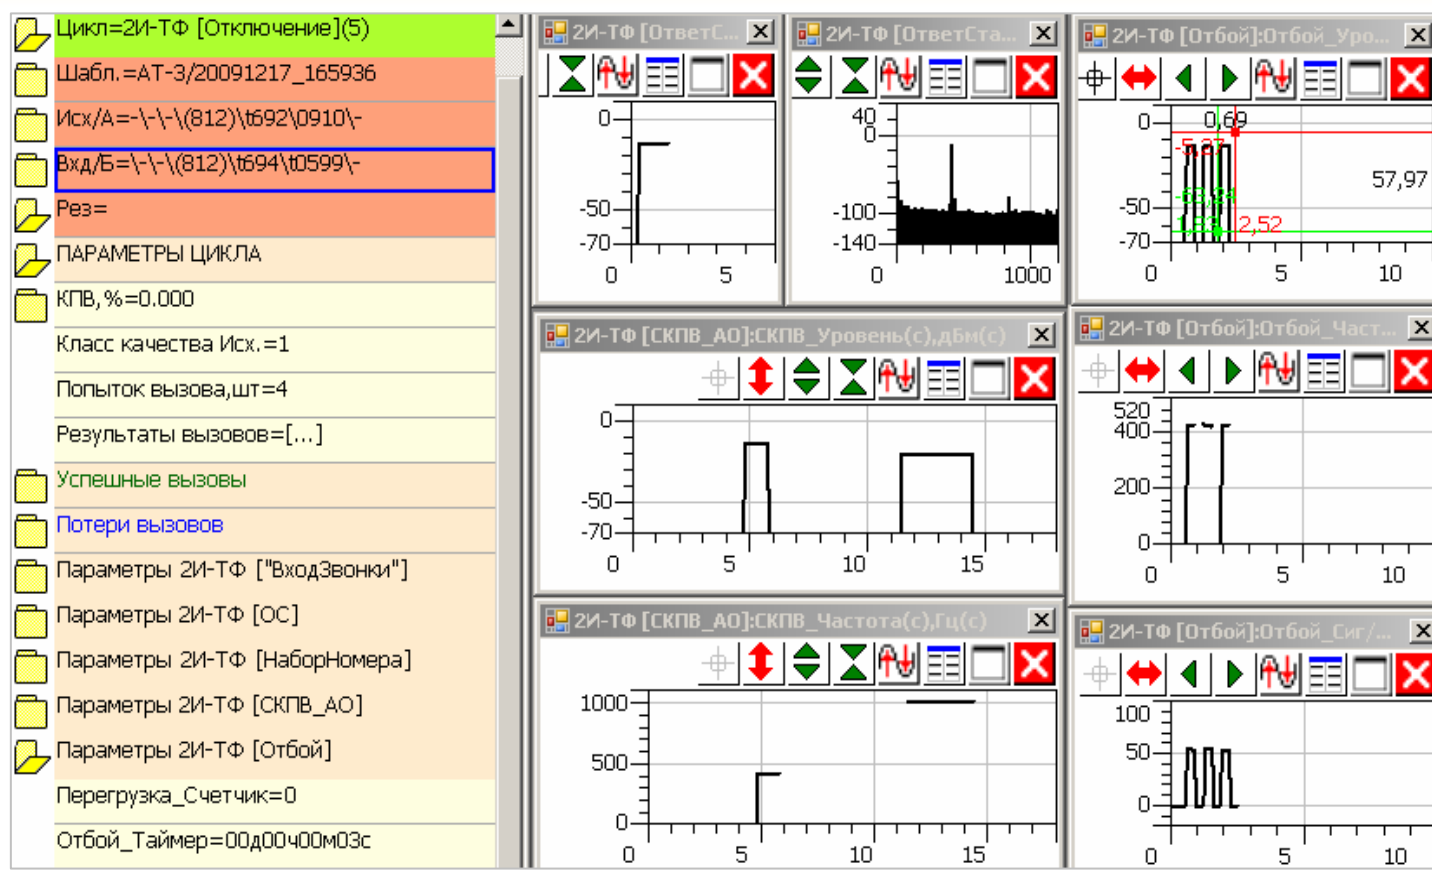 Цикл=2И-ТФ [Отключение](5)
Шабл.=АТ-3/20091217_165936
Исх/А=-\-\-\(812)\t692\0910\-
Вхд/Б=\-\-\(812)\t694\t0599\-
Рез=
ПАРАМЕТРЫ ЦИКЛА
КПВ,%=0.000
Класс качества Исх.=1
Попыток вызова,шт=4
Результаты вызовов=[...]
Успешные вызовы
Потери вызовов
Параметры 2И-ТФ ["ВходЗвонки"]
Параметры 2И-ТФ [ОС]
Параметры 2И-ТФ [НаборНомера]
Параметры 2И-ТФ [СКПВ_АО]
Параметры 2И-ТФ [Отбой]
Перегрузка_Счетчик=0
Отбой_Таймер=00д00ч00м03с
2И-ТФ [ОтветС...
0
-50
-70
0 5
2И-ТФ [ОтветСта...
40
0
-100
-140
0 1000
2И-ТФ [Отбой]:Отбой_Уро...
0
0,69
-5,27
57,97
-63,24
-50
1,83 2,52
-70
0 5 10
2И-ТФ [СКПВ_АО]:СКПВ_Уровень(с),дБм(с)
0
-50
-70
0 5 10 15
2И-ТФ [Отбой]:Отбой_Част...
520
400
200
0
0 5 10
2И-ТФ [СКПВ_АО]:СКПВ_Частота(с),Гц(с)
1000
500
0
0 5 10 15
2И-ТФ [Отбой]:Отбой_Сиг/...
100
50
0
0 5 10